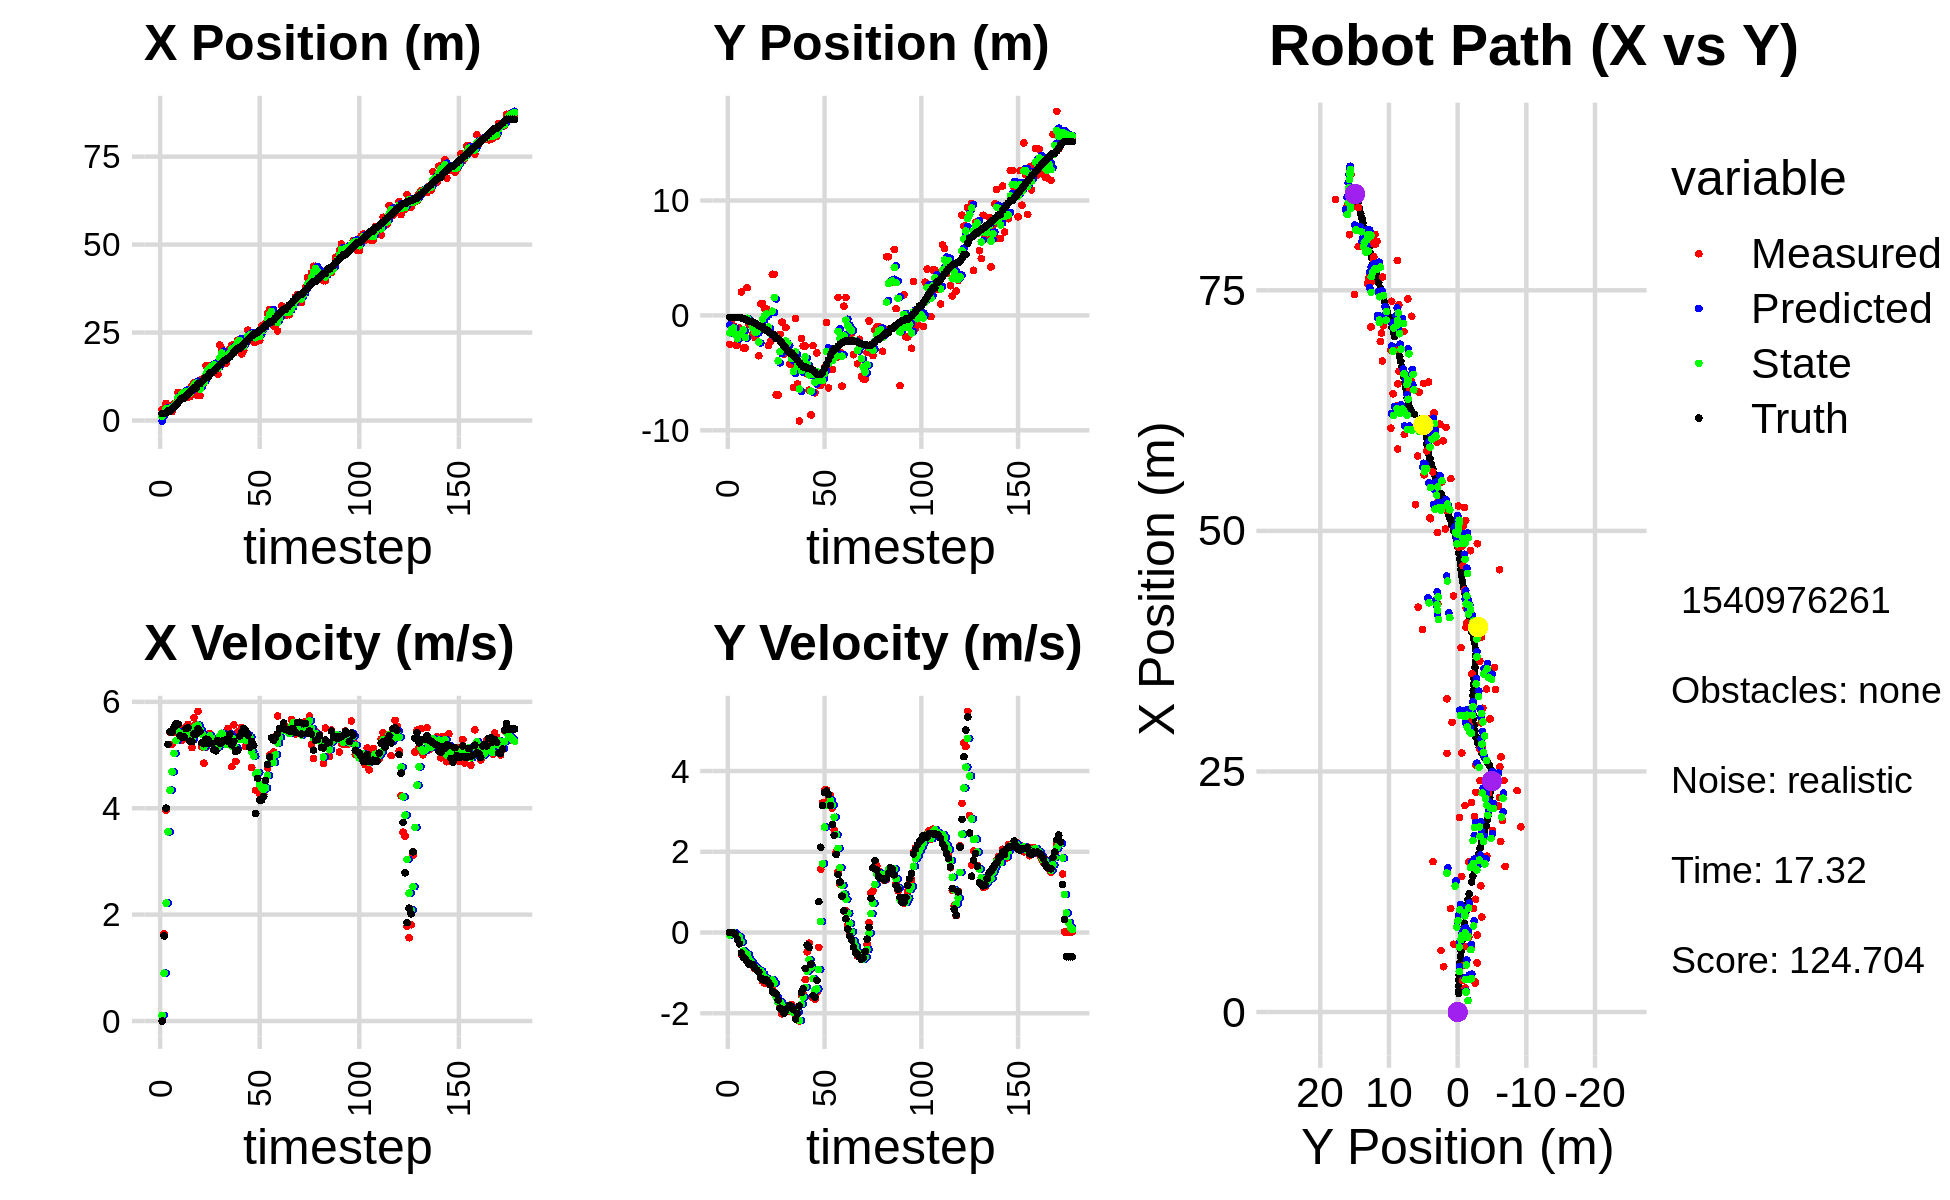 X Position (m)
75
50
25
0
0
50
100
150
timestep
Y Position (m)
10
0
-10
0
50
100
150
timestep
X Velocity (m/s)
6
4
2
0
0
50
100
150
timestep
Y Velocity (m/s)
4
2
0
-2
0
50
100
150
timestep
Robot Path (X vs Y)
X Position (m)
75
50
25
0
20 10 0 -10 -20
Y Position (m)
variable
Measured
Predicted
State
Truth
1540976261
Obstacles: none
Noise: realistic
Time: 17.32
Score: 124.704